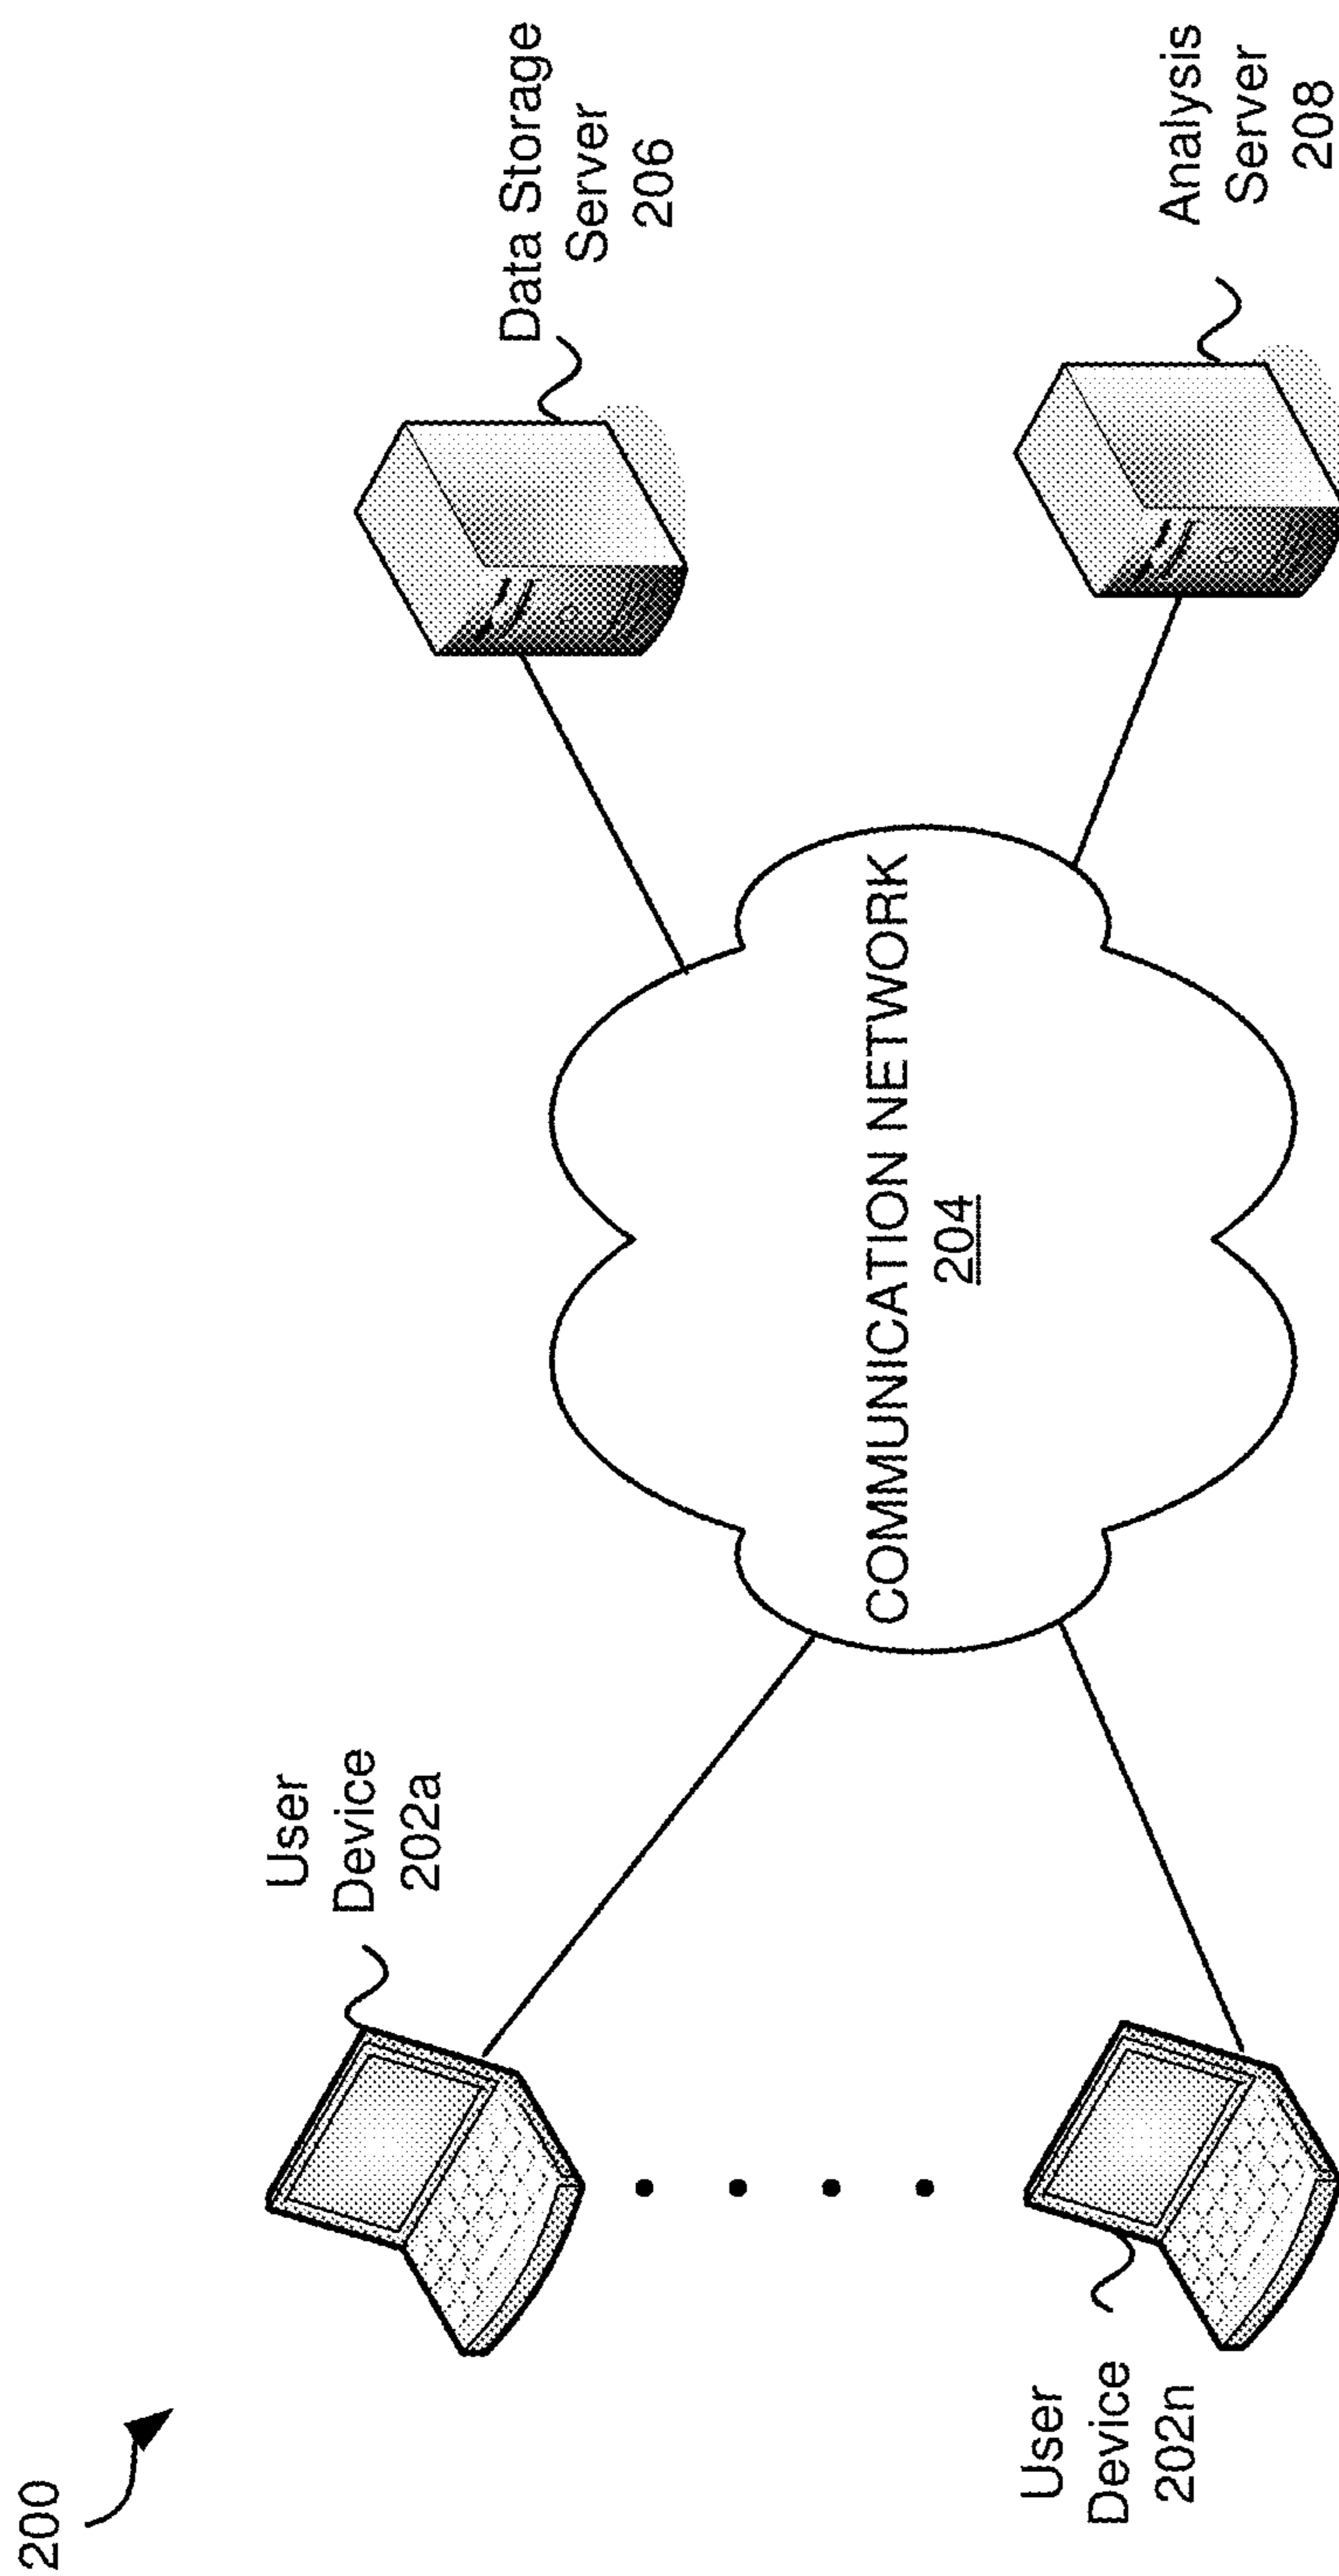 200
User
Device
202a
Data Storage
Server
206
COMMUNICATION NETWORK
204
User
Device
202n
Analysis
Server
208